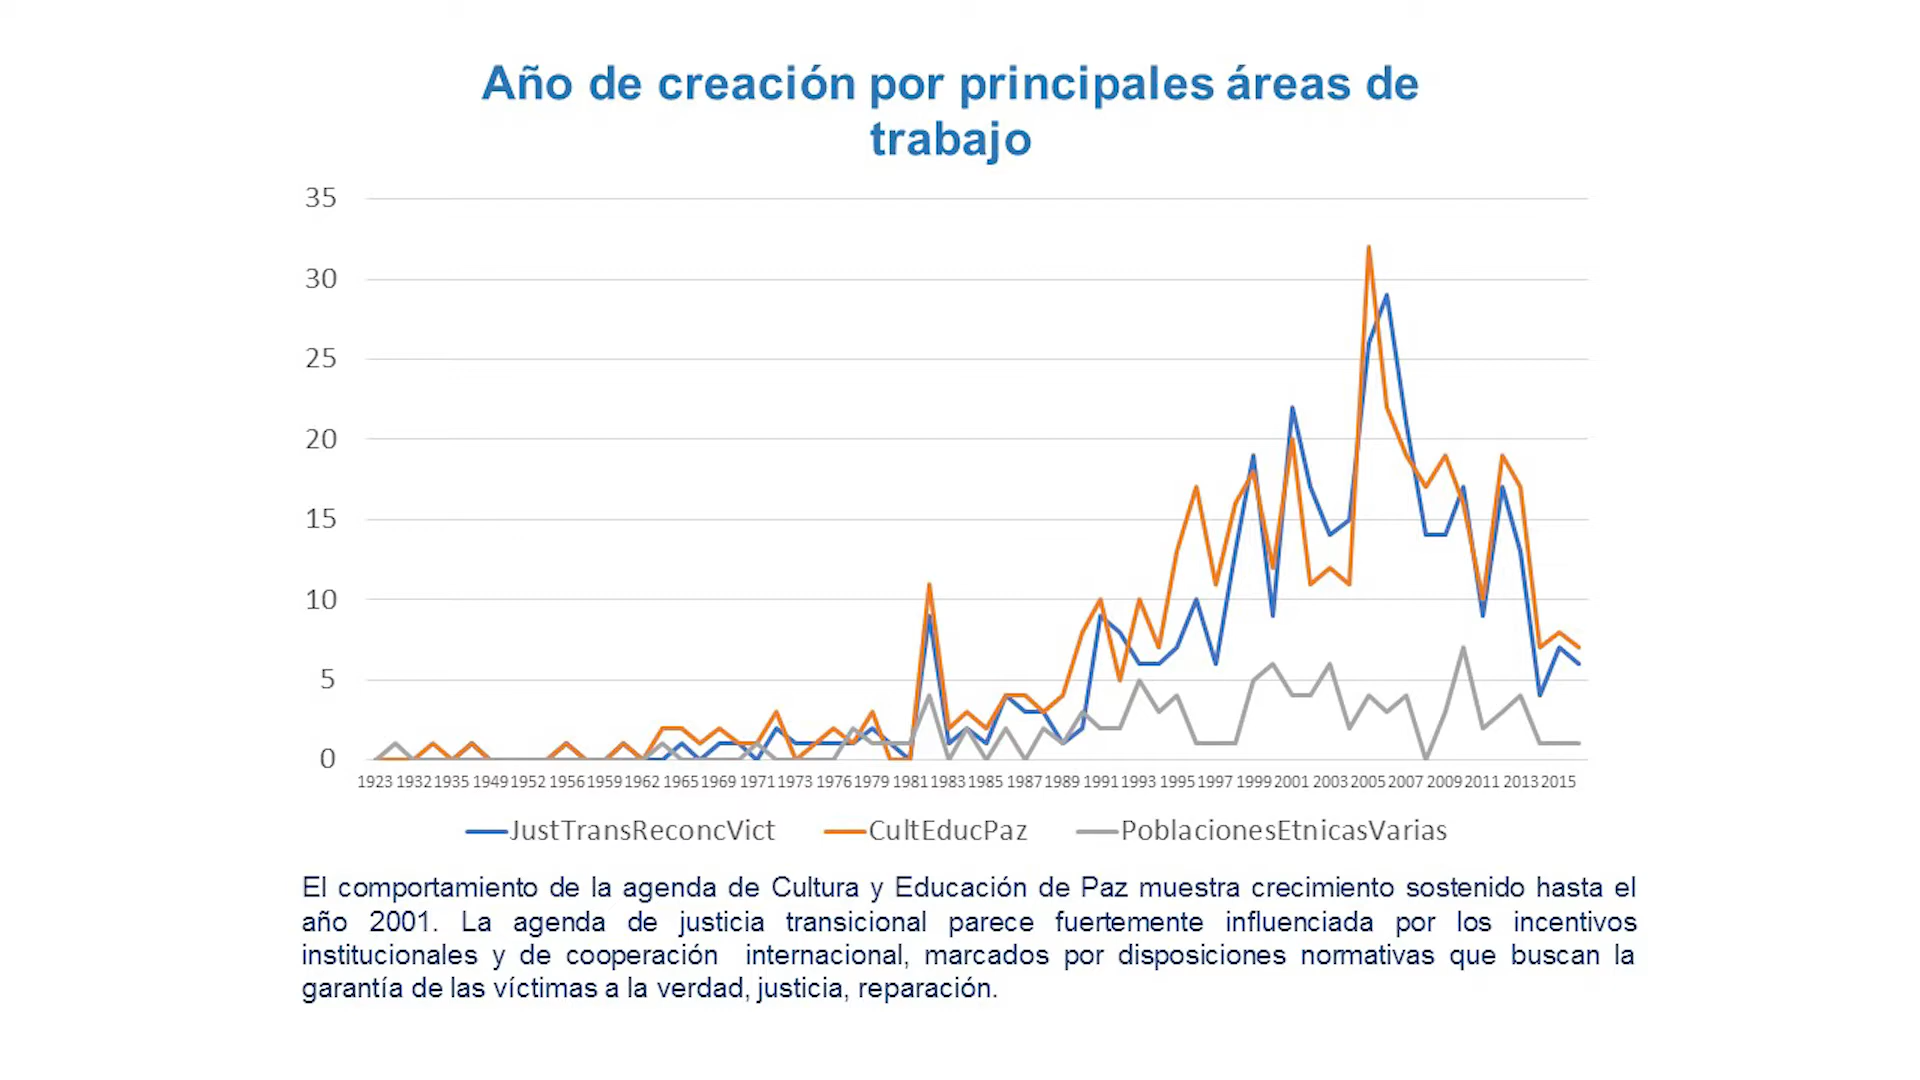 Año de creación por principales áreas de
trabajo
35
30
25
20
15
10
5
0
1923 1932 1935 1949 1952 1956 1959 1962 1965 1969 1971 1973 1976 1979 1981 1983 1985 1987 1989 1991 1993 1995 1997 1999 2001 2003 2005 2007 2009 2011 2013 2015
JustTransReconcVict CultEducPaz PoblacionesEtnicasVarias
El comportamiento de la agenda de Cultura y Educación de Paz muestra crecimiento sostenido hasta el
año 2001. La agenda de justicia transicional parece fuertemente influenciada por los incentivos
institucionales y de cooperación internacional, marcados por disposiciones normativas que buscan la
garantía de las víctimas a la verdad, justicia, reparación.